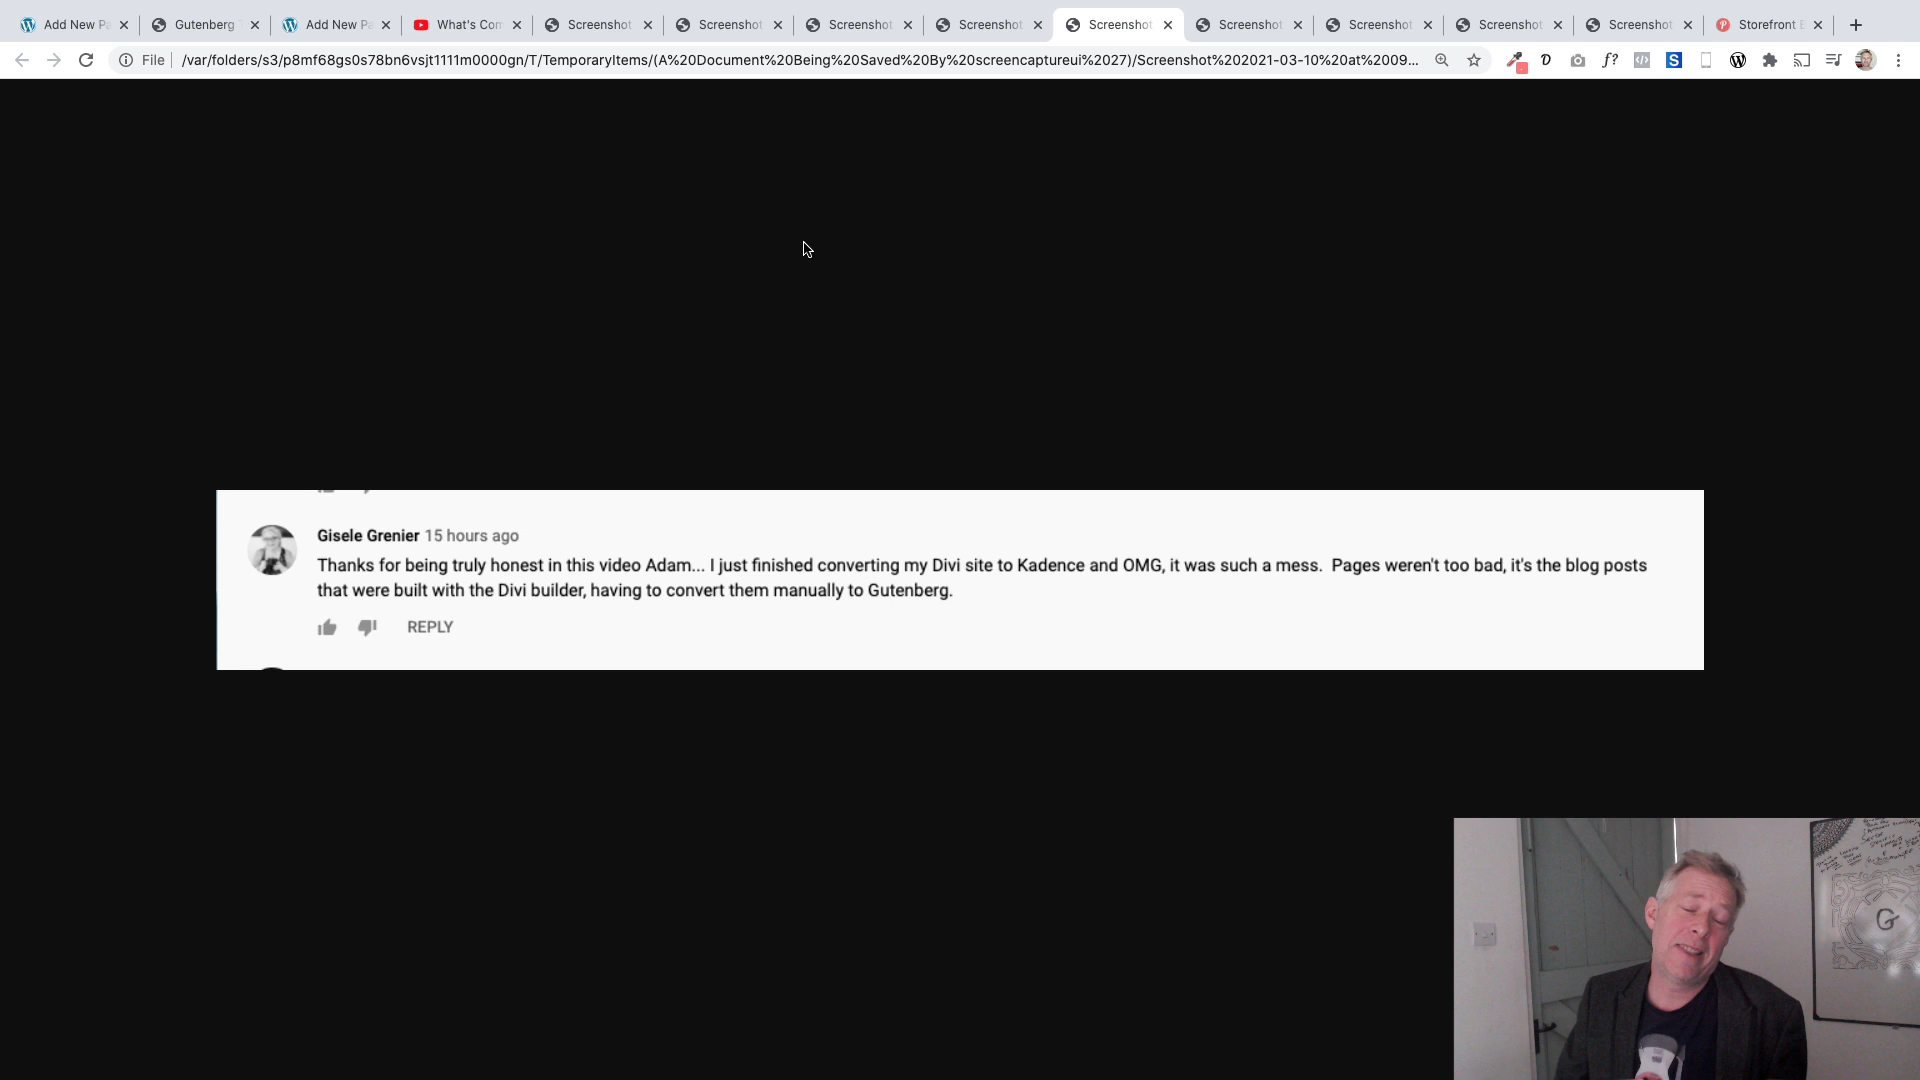 Add New Pa
Gutenberg
Add New Pa
What's Com
Screenshot
Screenshot
Screenshot
Screenshot
Screenshot
Screenshot
Screenshot
Screenshot
Screenshot
Storefront E
File
/var/folders/s3/p8mf68gs0s78bn6vsjt1111m0000gn/T/TemporaryItems/(A%20Document%20Being%20Saved%20By%20screencaptureui%2027)/Screenshot%202021-03-10%20at%2009...
Gisele Grenier 15 hours ago
Thanks for being truly honest in this video Adam... I just finished converting my Divi site to Kadence and OMG, it was such a mess. Pages weren't too bad, it's the blog posts
that were built with the Divi builder, having to convert them manually to Gutenberg.
REPLY
G